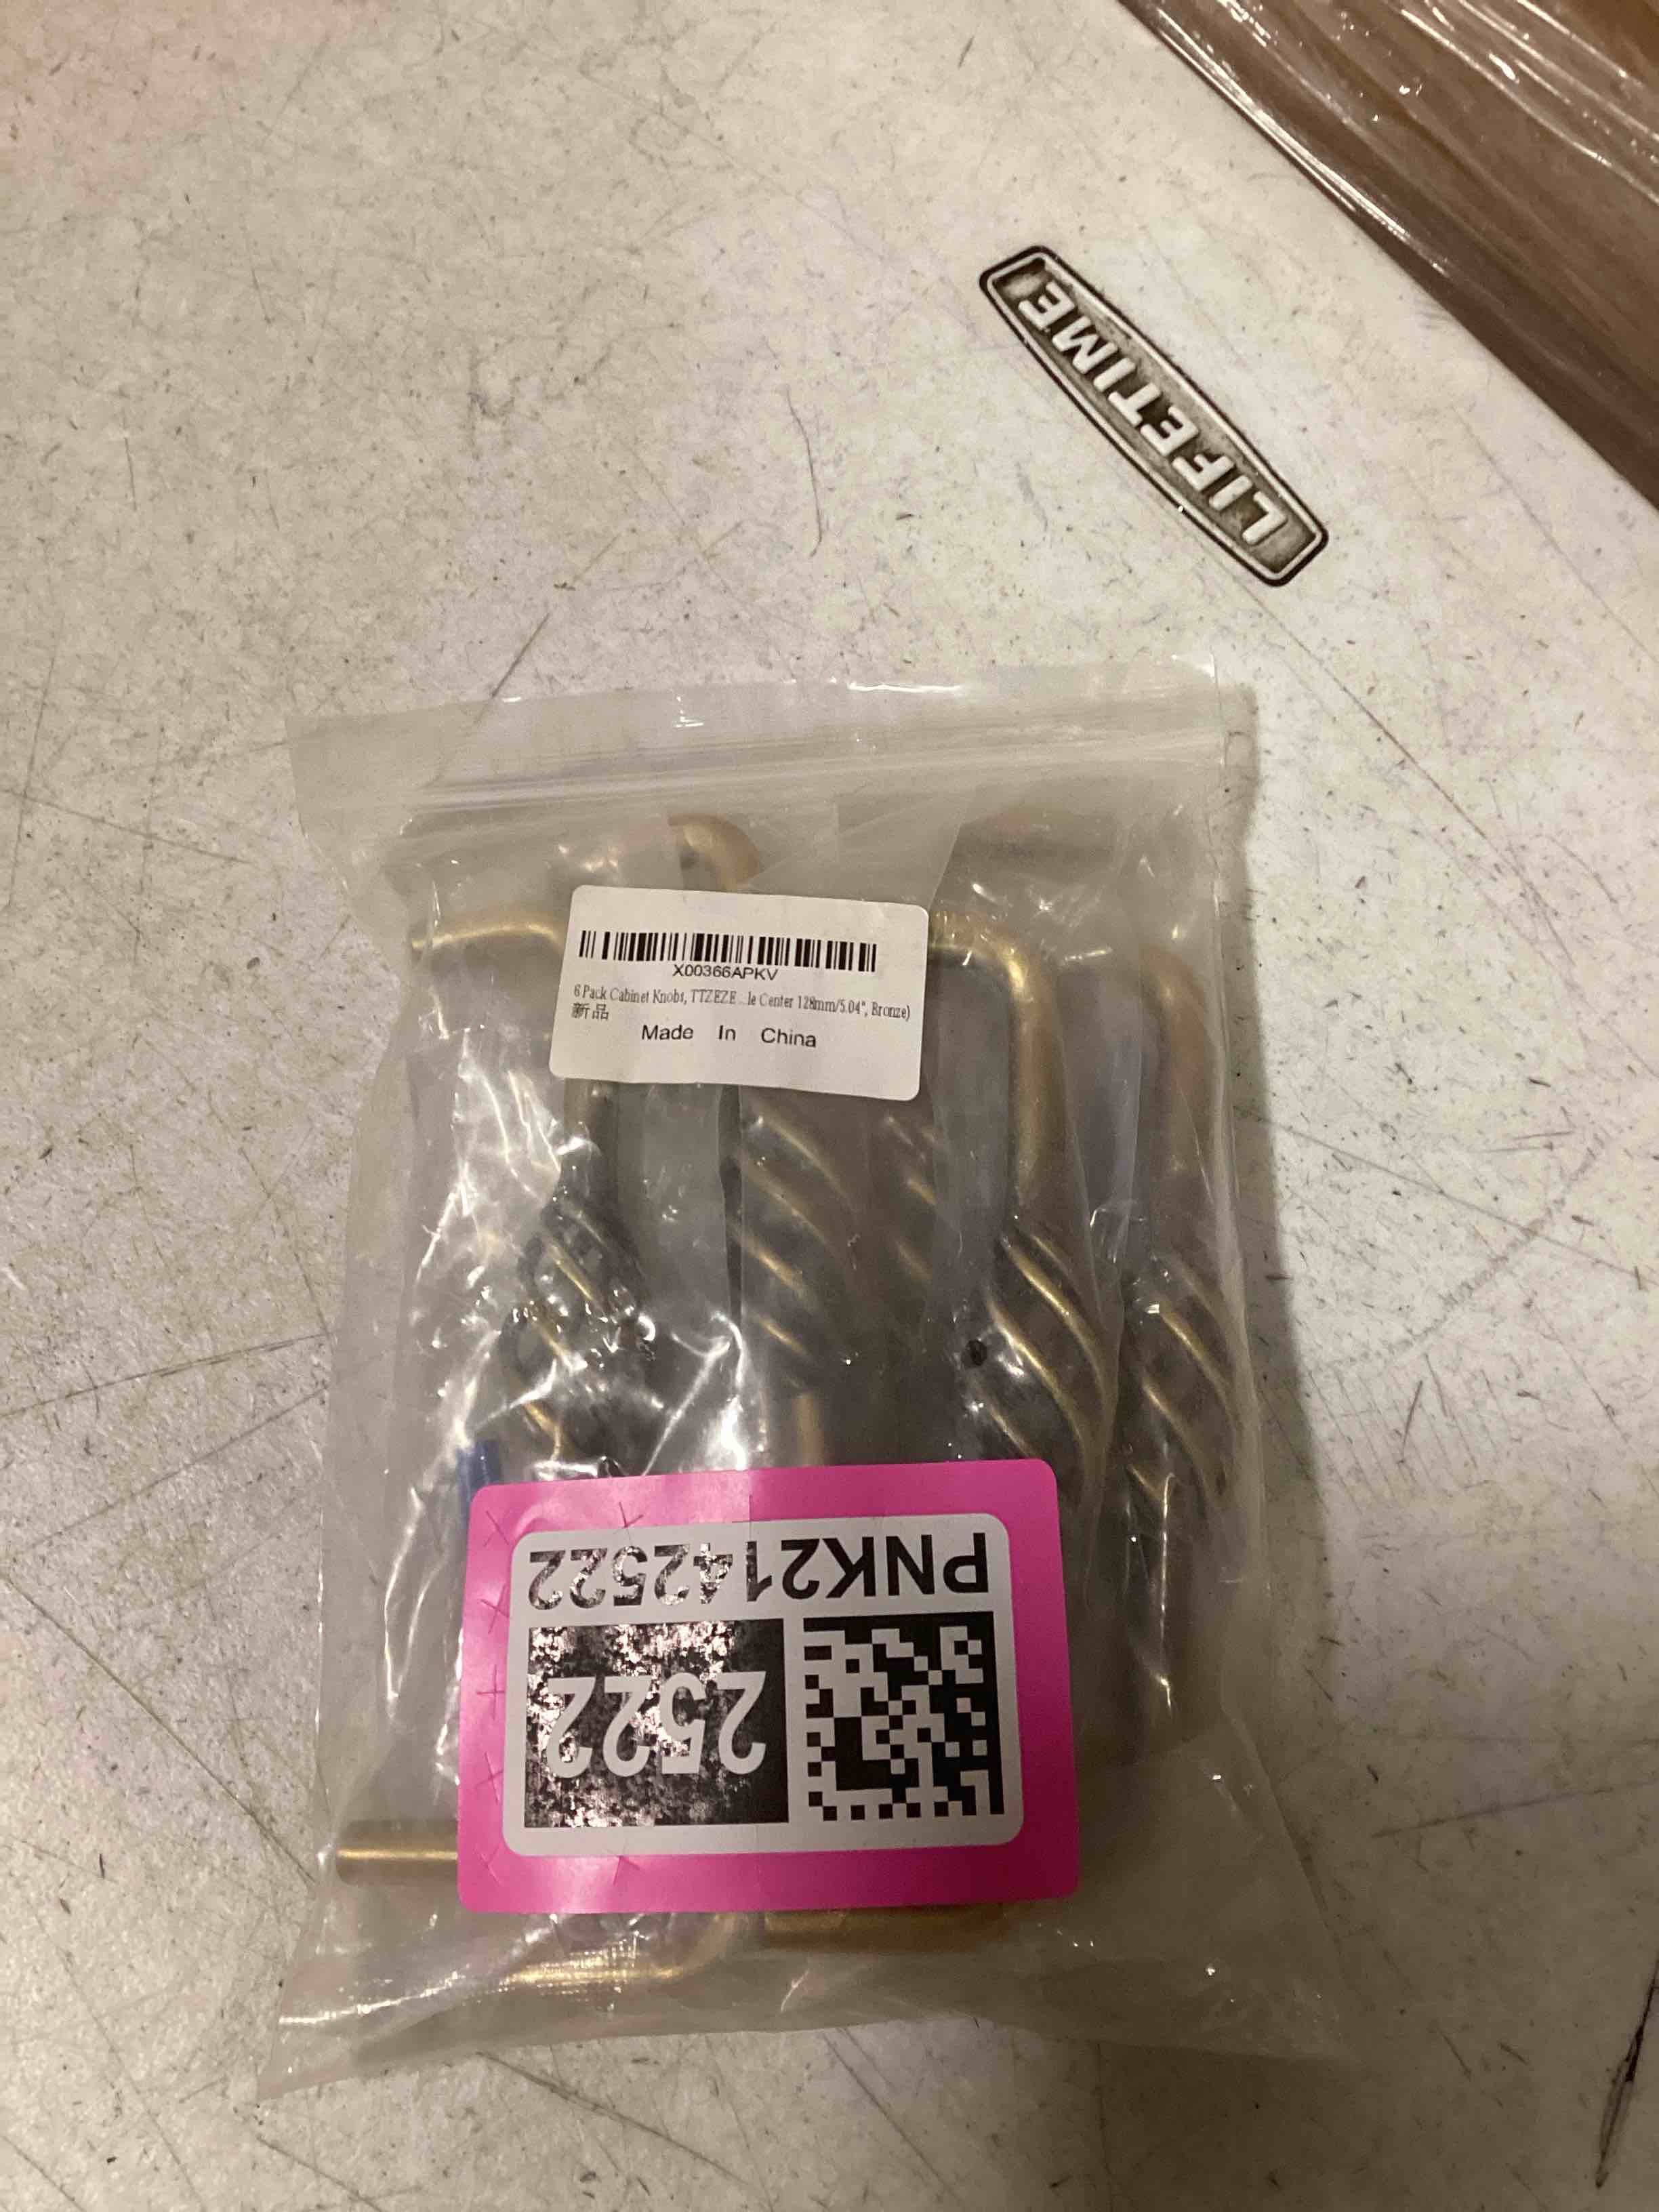 LIFETIME
X00366APKV
6 Pack Cabinet Knobs, TTZEZE...le Center 128mm/5.04", Bronze)
新品
Made In China
PNK2142522
2522